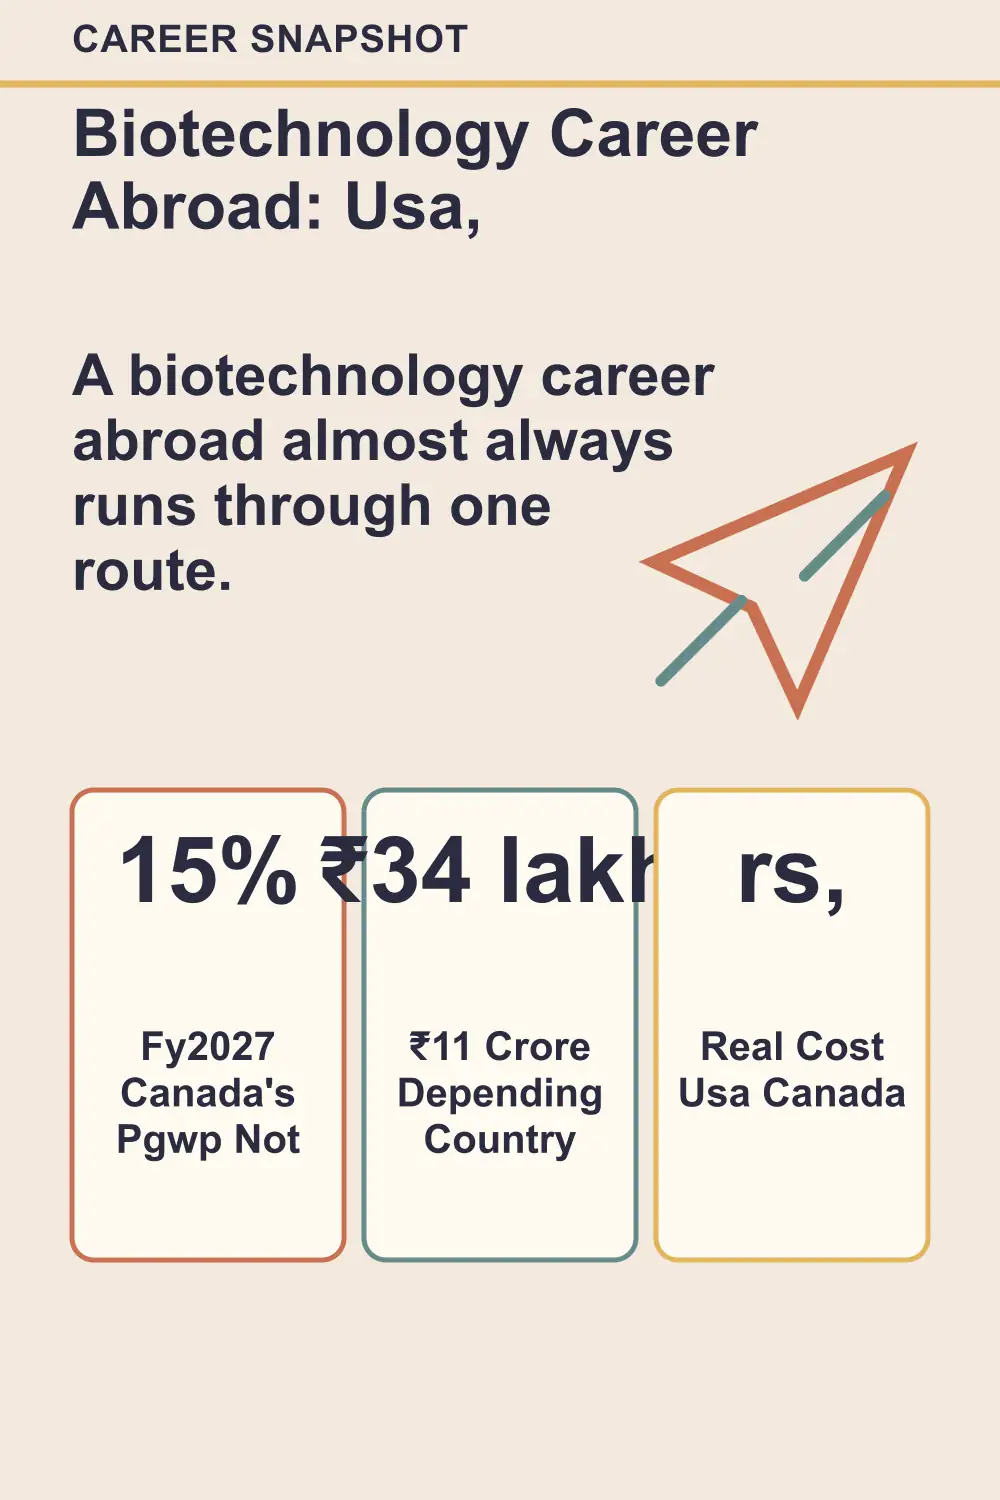 CAREER SNAPSHOT
Biotechnology Career
Abroad: Usa,
A biotechnology career
abroad almost always
runs through one
route.
15%
₹34 lakh
rs,
Fy2027
Canada's
Pgwp Not
₹11 Crore
Depending
Country
Real Cost
Usa Canada